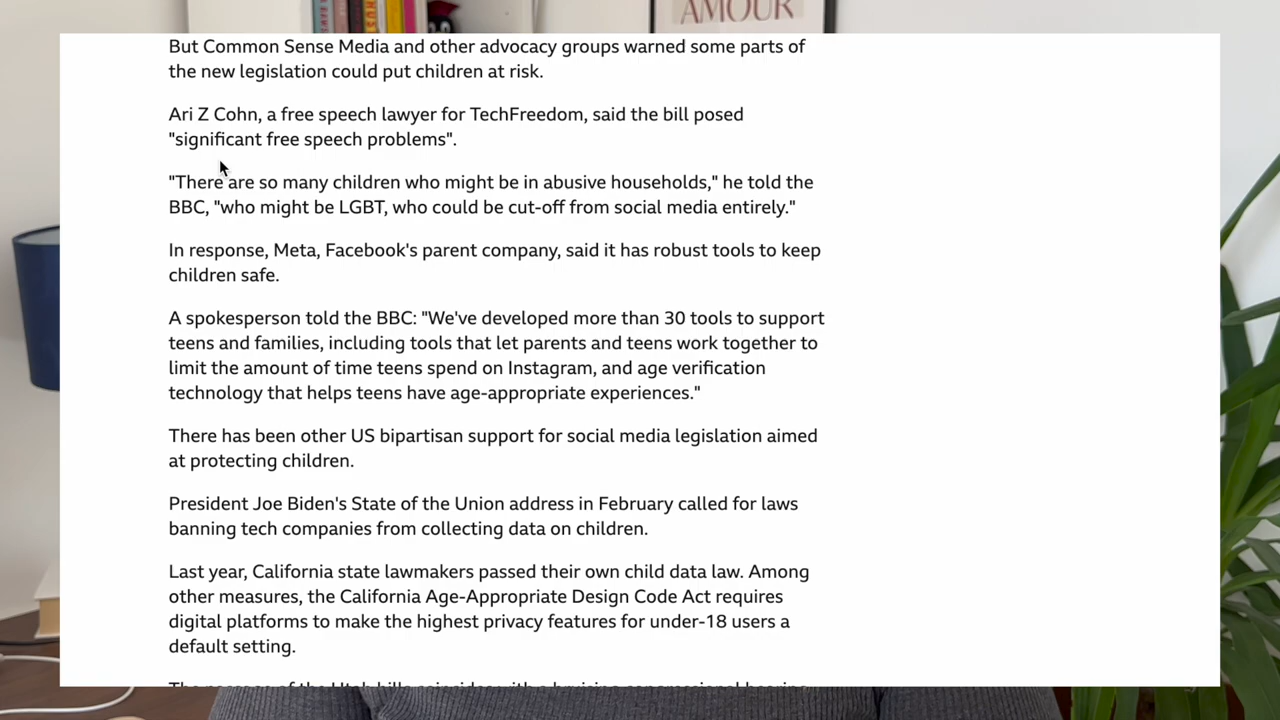 AMOUR
But Common Sense Media and other advocacy groups warned some parts of
the new legislation could put children at risk.
Ari Z Cohn, a free speech lawyer for TechFreedom, said the bill posed
"significant free speech problems".
"There are so many children who might be in abusive households," he told the
BBC, "who might be LGBT, who could be cut-off from social media entirely."
In response, Meta, Facebook's parent company, said it has robust tools to keep
children safe.
A spokesperson told the BBC: "We've developed more than 30 tools to support
teens and families, including tools that let parents and teens work together to
limit the amount of time teens spend on Instagram, and age verification
technology that helps teens have age-appropriate experiences."
There has been other US bipartisan support for social media legislation aimed
at protecting children.
President Joe Biden's State of the Union address in February called for laws
banning tech companies from collecting data on children.
Last year, California state lawmakers passed their own child data law. Among
other measures, the California Age-Appropriate Design Code Act requires
digital platforms to make the highest privacy features for under-18 users a
default setting.